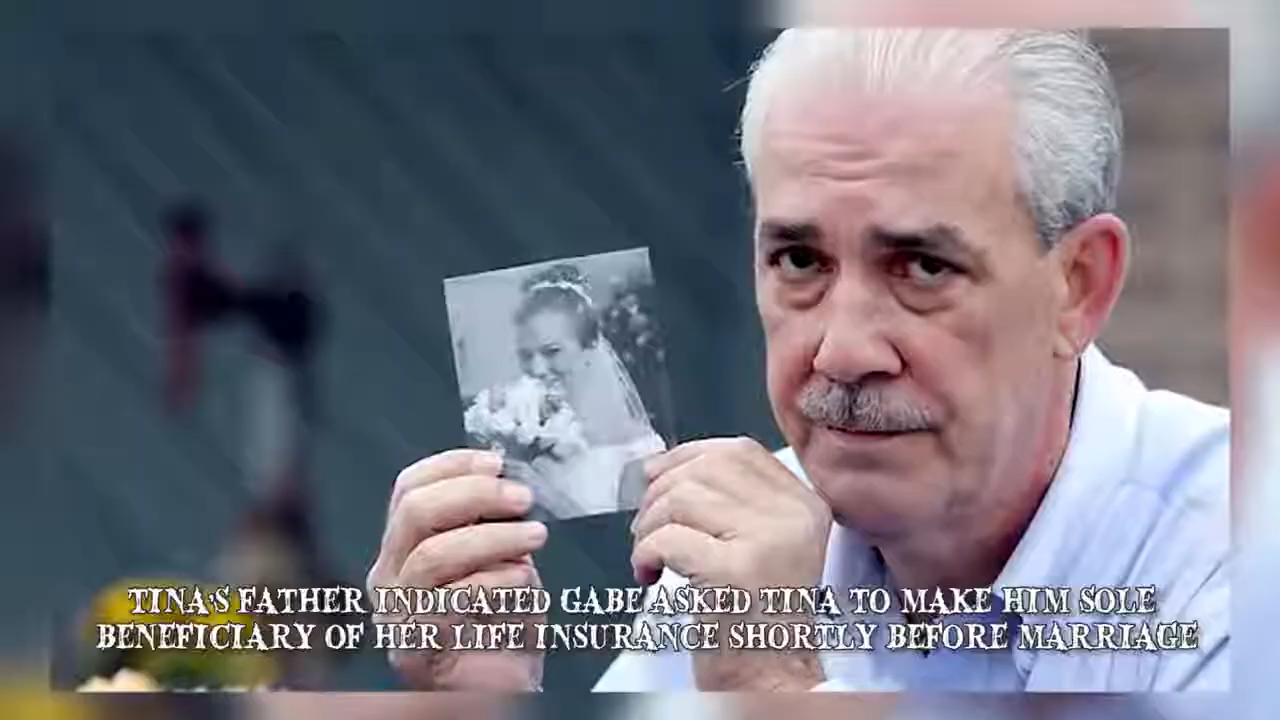 TINA'S FATHER INDICATED GABE ASKED TINA TO MAKE HIM SOLE
BENEFICIARY OF HER LIFE INSURANCE SHORTLY BEFORE MARRIAGE